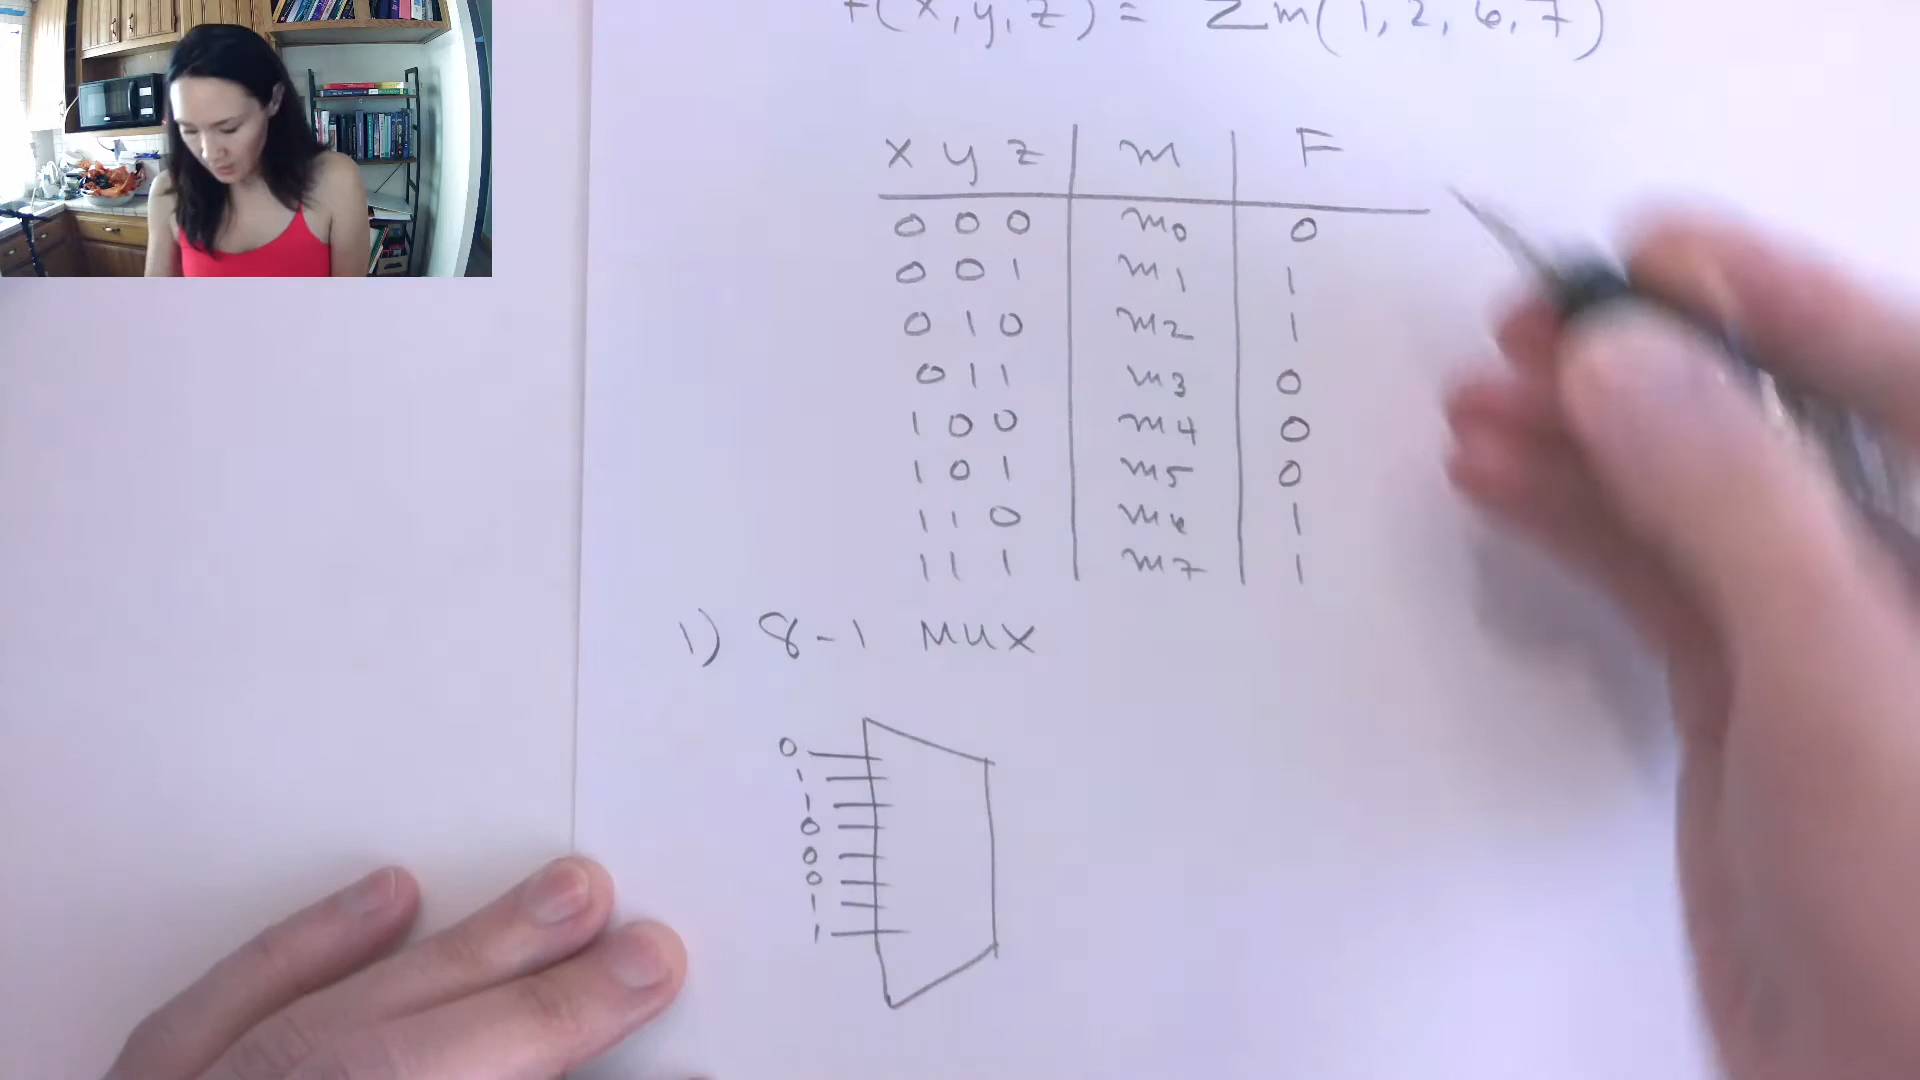 F(x,y,z) = Σm(1,2,6,7)
x y z m F
0 0 0 m0 0
0 0 1 m1 1
0 1 0 m2 1
0 1 1 m3 0
1 0 0 m4 0
1 0 1 m5 0
1 1 0 m6 1
1 1 1 m7 1
1) 8-1 MUX
0
1
1
0
0
0
1
1